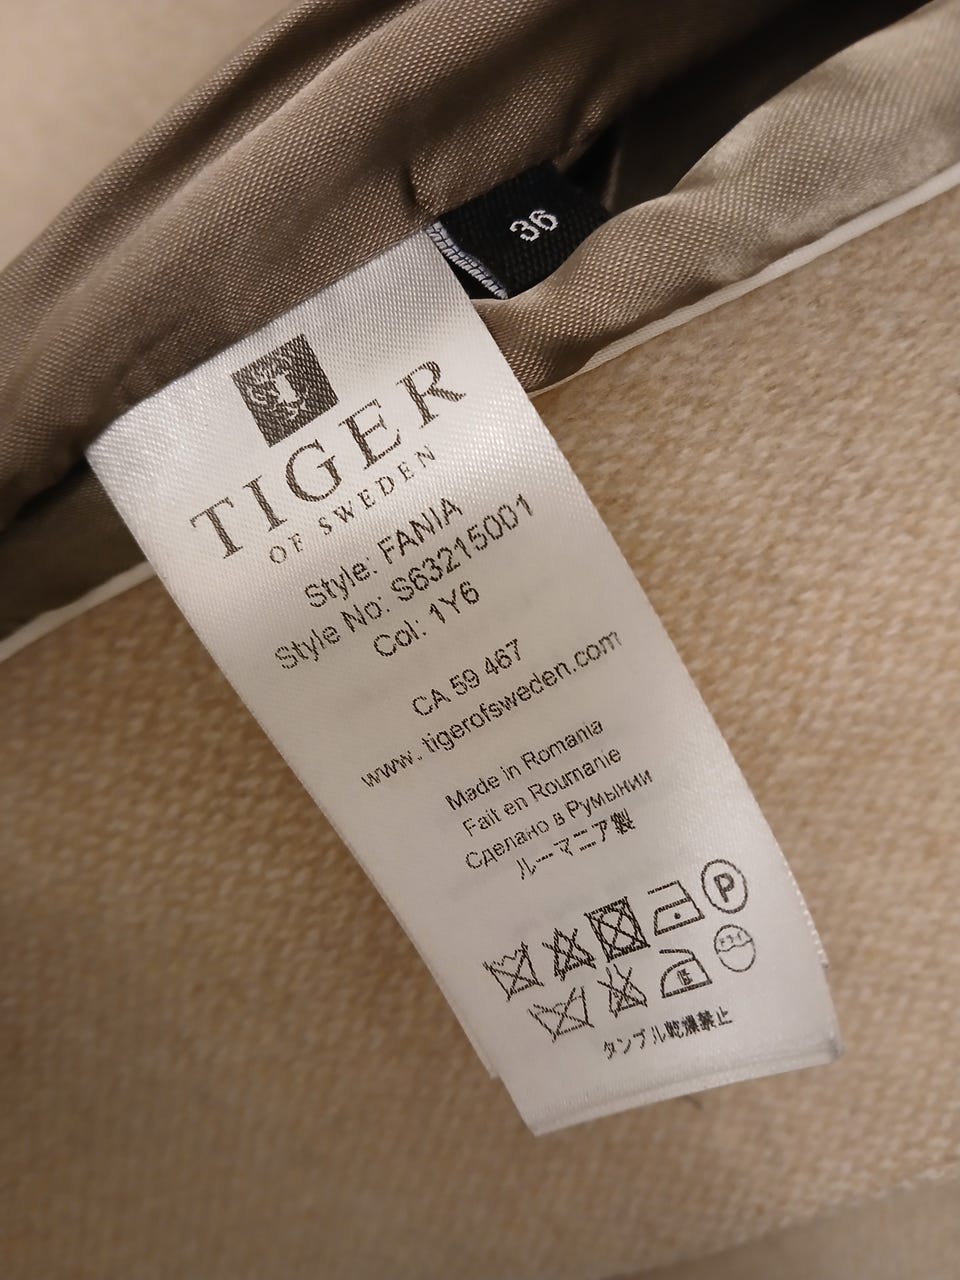 36
TIGER
OF SWEDEN
Style: FANIA
Style No: S63215001
Col: 1Y6
CA 59 467
www.tigerofsweden.com
Made in Romania
Fait en Roumanie
Сделано в Румынии
ルーマニア製
P
タンブル乾燥禁止